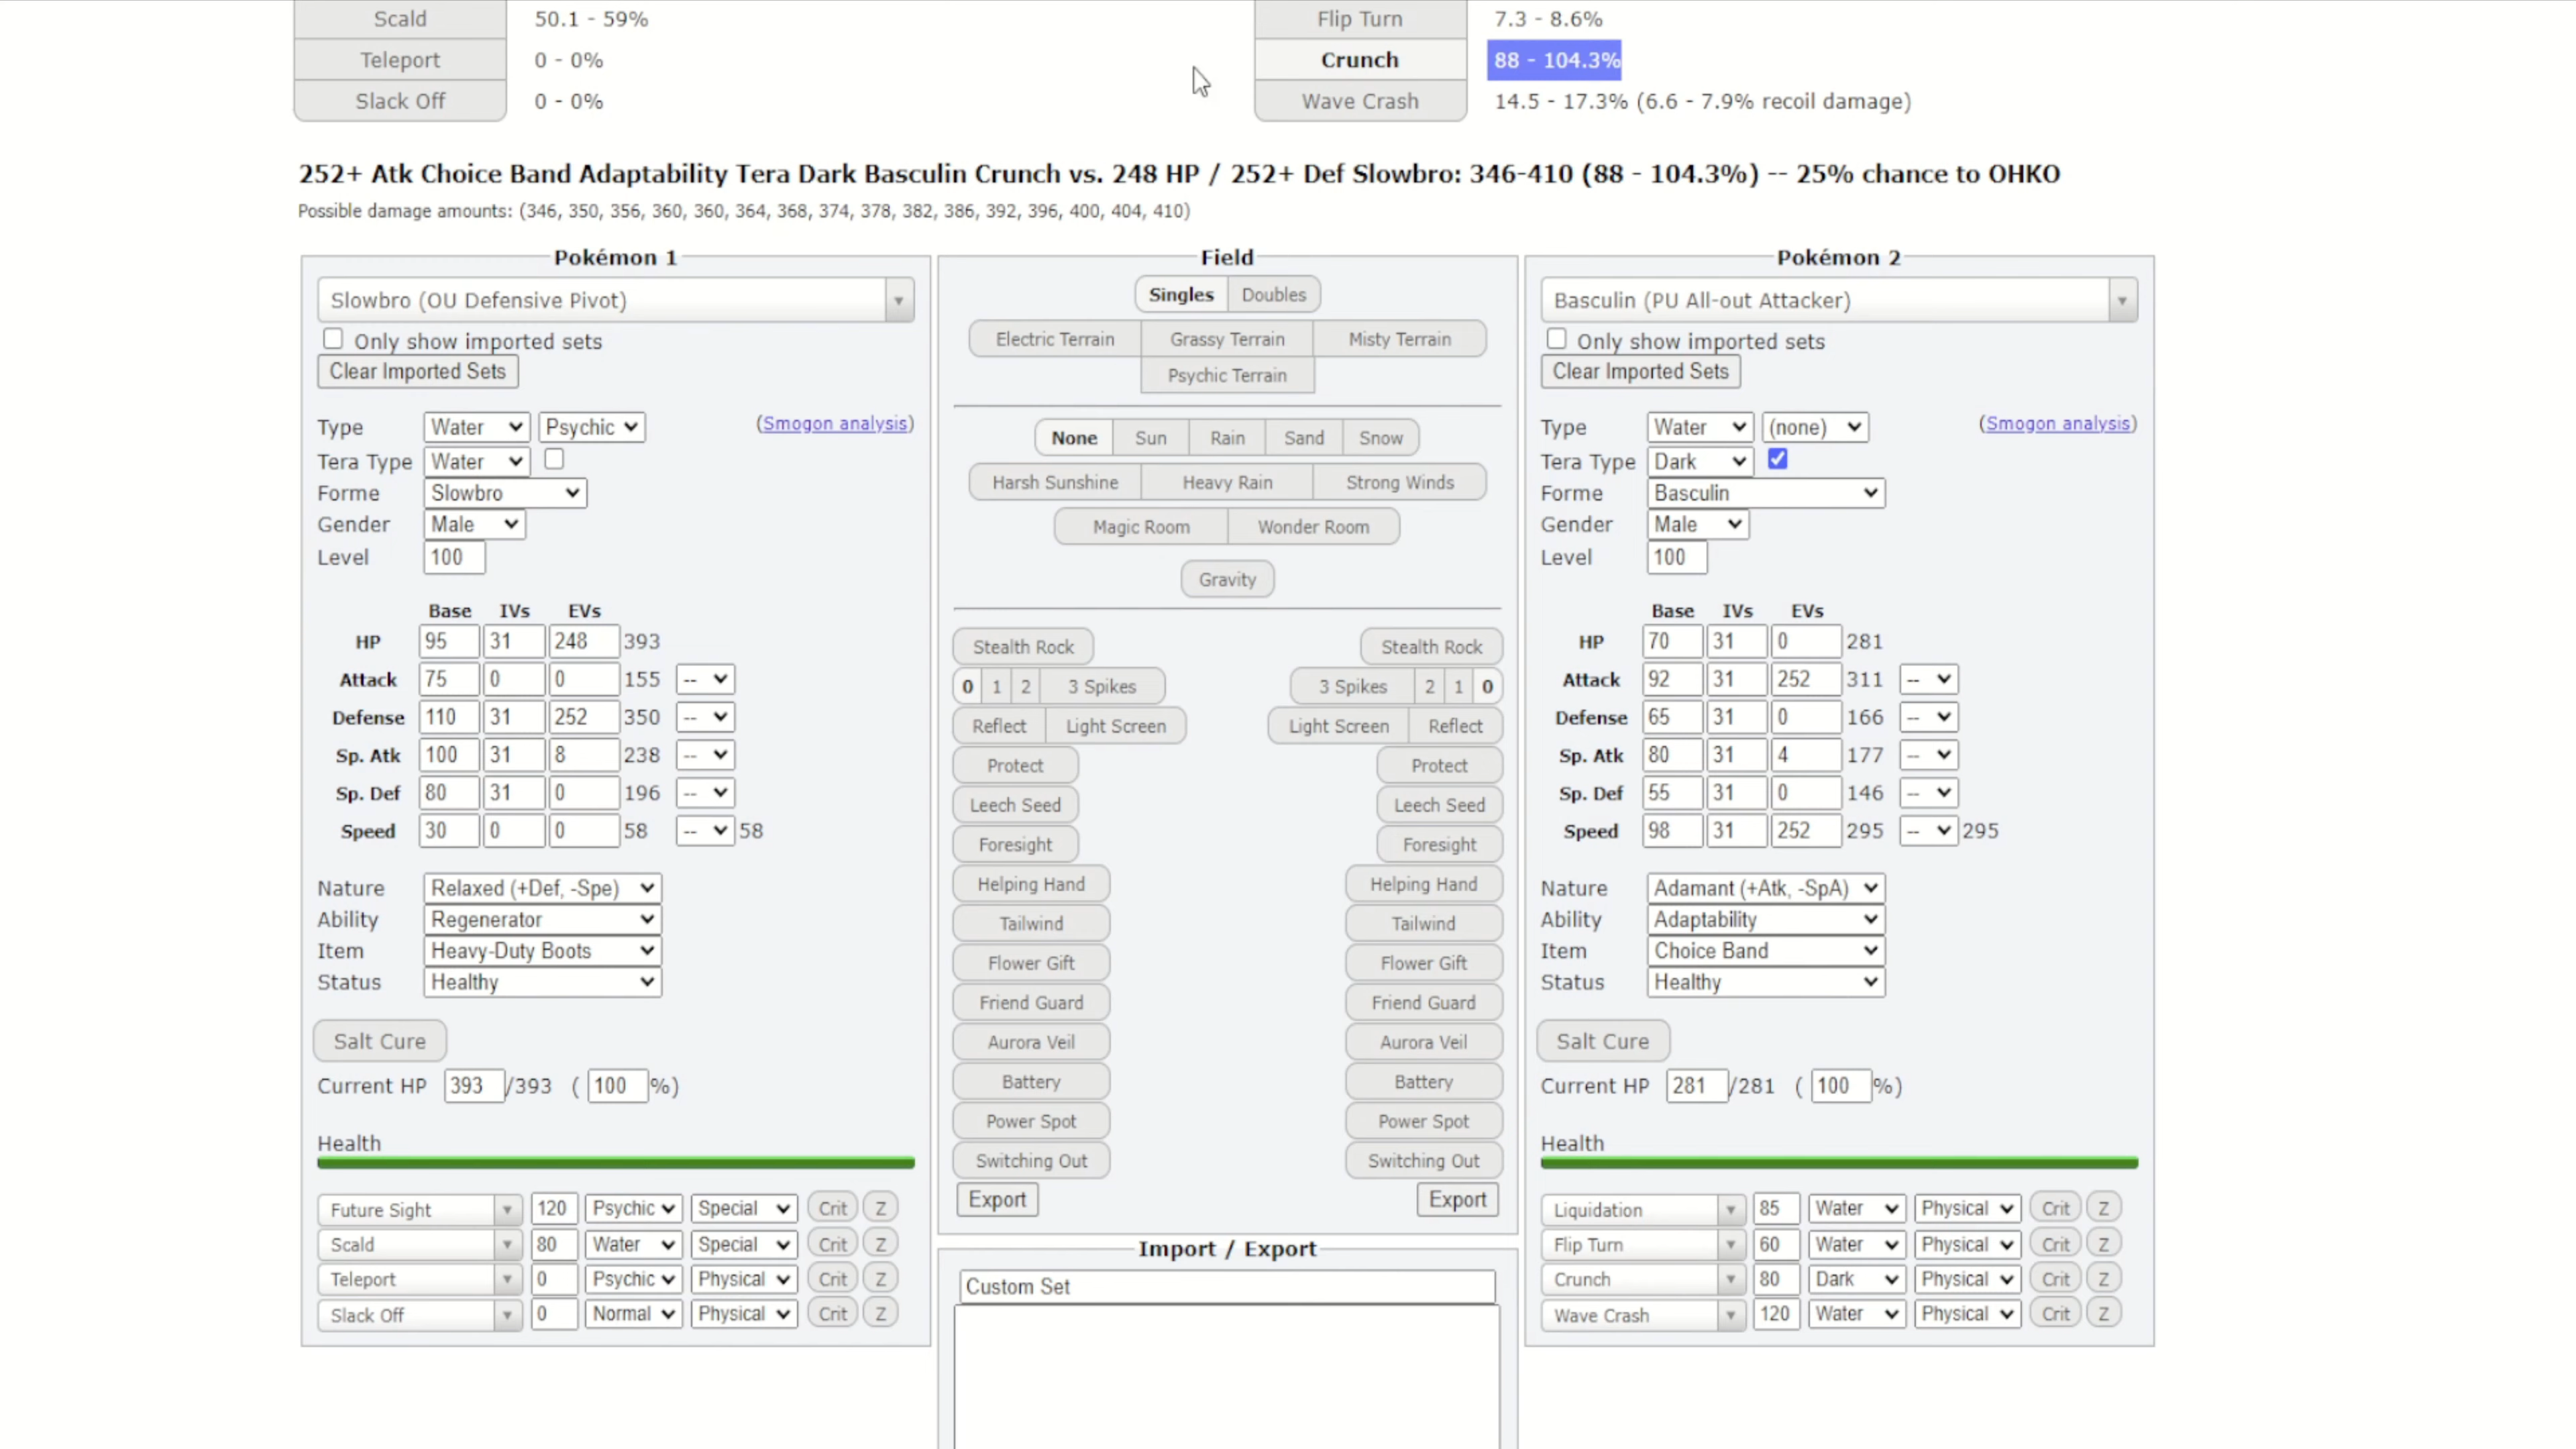 Scald 50.1 - 59% Flip Turn 7.3 - 8.6%
Teleport 0 - 0% Crunch 88 - 104.3%
Slack Off 0 - 0% Wave Crash 14.5 - 17.3% (6.6 - 7.9% recoil damage)
252+ Atk Choice Band Adaptability Tera Dark Basculin Crunch vs. 248 HP / 252+ Def Slowbro: 346-410 (88 - 104.3%) -- 25% chance to OHKO
Possible damage amounts: (346, 350, 356, 360, 360, 364, 368, 374, 378, 382, 386, 392, 396, 400, 404, 410)
Pokémon 1
Slowbro (OU Defensive Pivot)
Only show imported sets
Clear Imported Sets
Type Water Psychic (Smogon analysis)
Tera Type Water
Forme Slowbro
Gender Male
Level 100
Base IVs EVs
HP 95 31 248 393
Attack 75 0 0 155 --
Defense 110 31 252 350 --
Sp. Atk 100 31 8 238 --
Sp. Def 80 31 0 196 --
Speed 30 0 0 58 -- 58
Nature Relaxed (+Def, -Spe)
Ability Regenerator
Item Heavy-Duty Boots
Status Healthy
Salt Cure
Current HP 393 /393 ( 100 %)
Health
Future Sight 120 Psychic Special Crit Z
Scald 80 Water Special Crit Z
Teleport 0 Psychic Physical Crit Z
Slack Off 0 Normal Physical Crit Z
Field
Singles Doubles
Electric Terrain Grassy Terrain Misty Terrain
Psychic Terrain
None Sun Rain Sand Snow
Harsh Sunshine Heavy Rain Strong Winds
Magic Room Wonder Room
Gravity
Stealth Rock Stealth Rock
0 1 2 3 Spikes 3 Spikes 2 1 0
Reflect Light Screen Light Screen Reflect
Protect Protect
Leech Seed Leech Seed
Foresight Foresight
Helping Hand Helping Hand
Tailwind Tailwind
Flower Gift Flower Gift
Friend Guard Friend Guard
Aurora Veil Aurora Veil
Battery Battery
Power Spot Power Spot
Switching Out Switching Out
Export Export
Import / Export
Custom Set
Pokémon 2
Basculin (PU All-out Attacker)
Only show imported sets
Clear Imported Sets
Type Water (none) (Smogon analysis)
Tera Type Dark
Forme Basculin
Gender Male
Level 100
Base IVs EVs
HP 70 31 0 281
Attack 92 31 252 311 --
Defense 65 31 0 166 --
Sp. Atk 80 31 4 177 --
Sp. Def 55 31 0 146 --
Speed 98 31 252 295 -- 295
Nature Adamant (+Atk, -SpA)
Ability Adaptability
Item Choice Band
Status Healthy
Salt Cure
Current HP 281 /281 ( 100 %)
Health
Liquidation 85 Water Physical Crit Z
Flip Turn 60 Water Physical Crit Z
Crunch 80 Dark Physical Crit Z
Wave Crash 120 Water Physical Crit Z